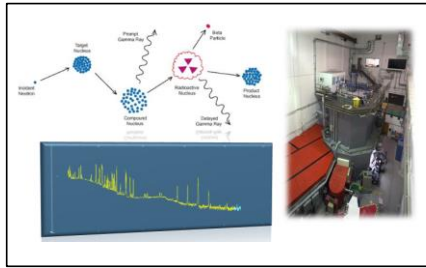 Prompt
Gamma Ray
Beta
Particle
Target
Nucleus
Incident
Neutron
Compound
Nucleus
Radioactive
Nucleus
Product
Nucleus
Delayed
Gamma Ray